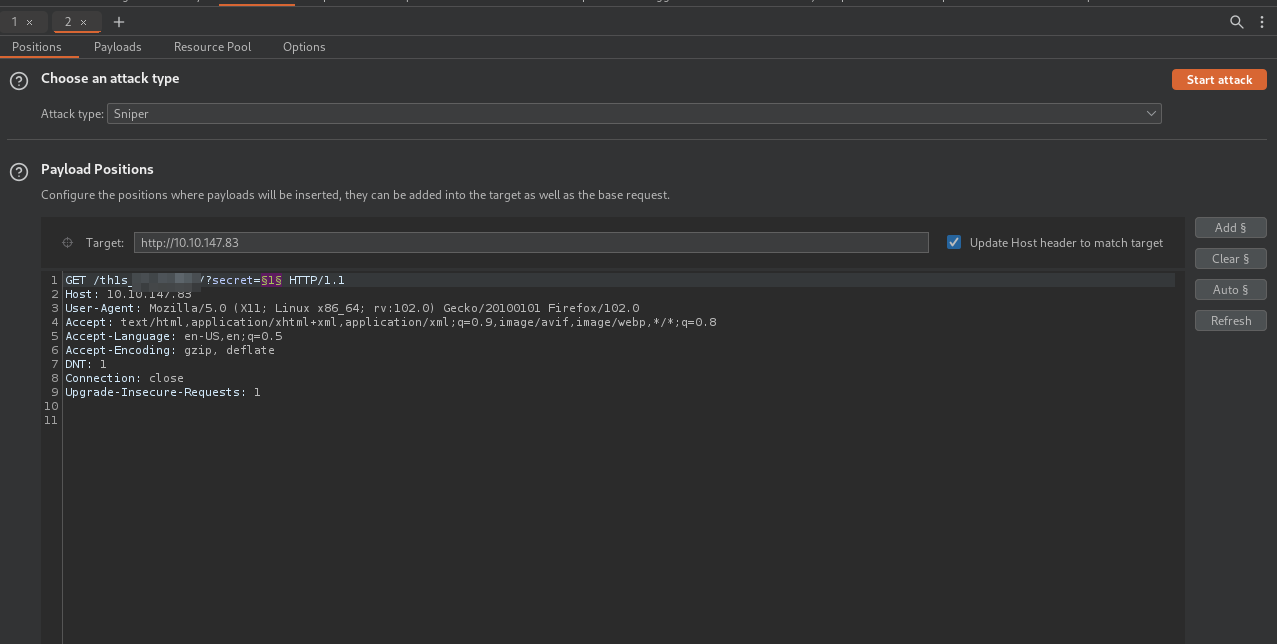 1 × 2 × +
Positions Payloads Resource Pool Options
? Choose an attack type Start attack
Attack type: Sniper
? Payload Positions
Configure the positions where payloads will be inserted, they can be added into the target as well as the base request.
Add §
Target: http://10.10.147.83 Update Host header to match target
Clear §
Auto §
Refresh
1 GET /th1s_ /?secret=§1§ HTTP/1.1
2 Host: 10.10.147.83
3 User-Agent: Mozilla/5.0 (X11; Linux x86_64; rv:102.0) Gecko/20100101 Firefox/102.0
4 Accept: text/html,application/xhtml+xml,application/xml;q=0.9,image/avif,image/webp,*/*;q=0.8
5 Accept-Language: en-US,en;q=0.5
6 Accept-Encoding: gzip, deflate
7 DNT: 1
8 Connection: close
9 Upgrade-Insecure-Requests: 1
10
11